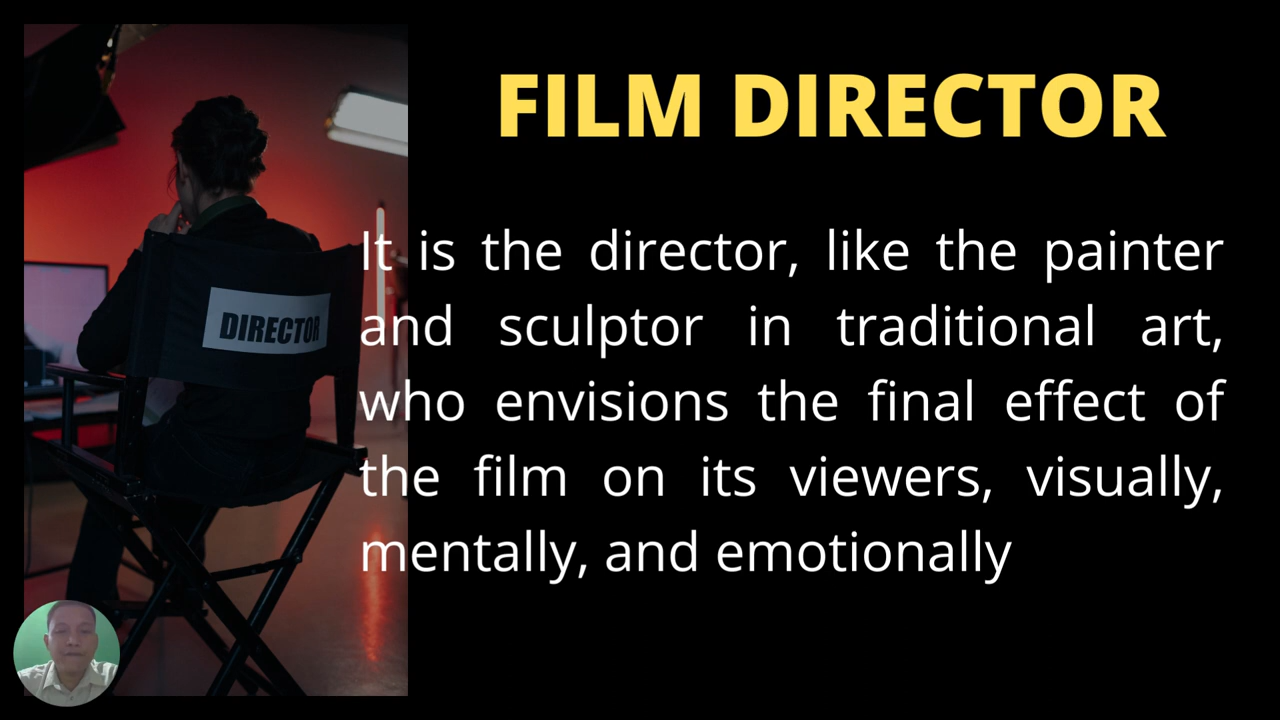 FILM DIRECTOR
It is the director, like the painter
and sculptor in traditional art,
who envisions the final effect of
the film on its viewers, visually,
mentally, and emotionally
DIRECTOR